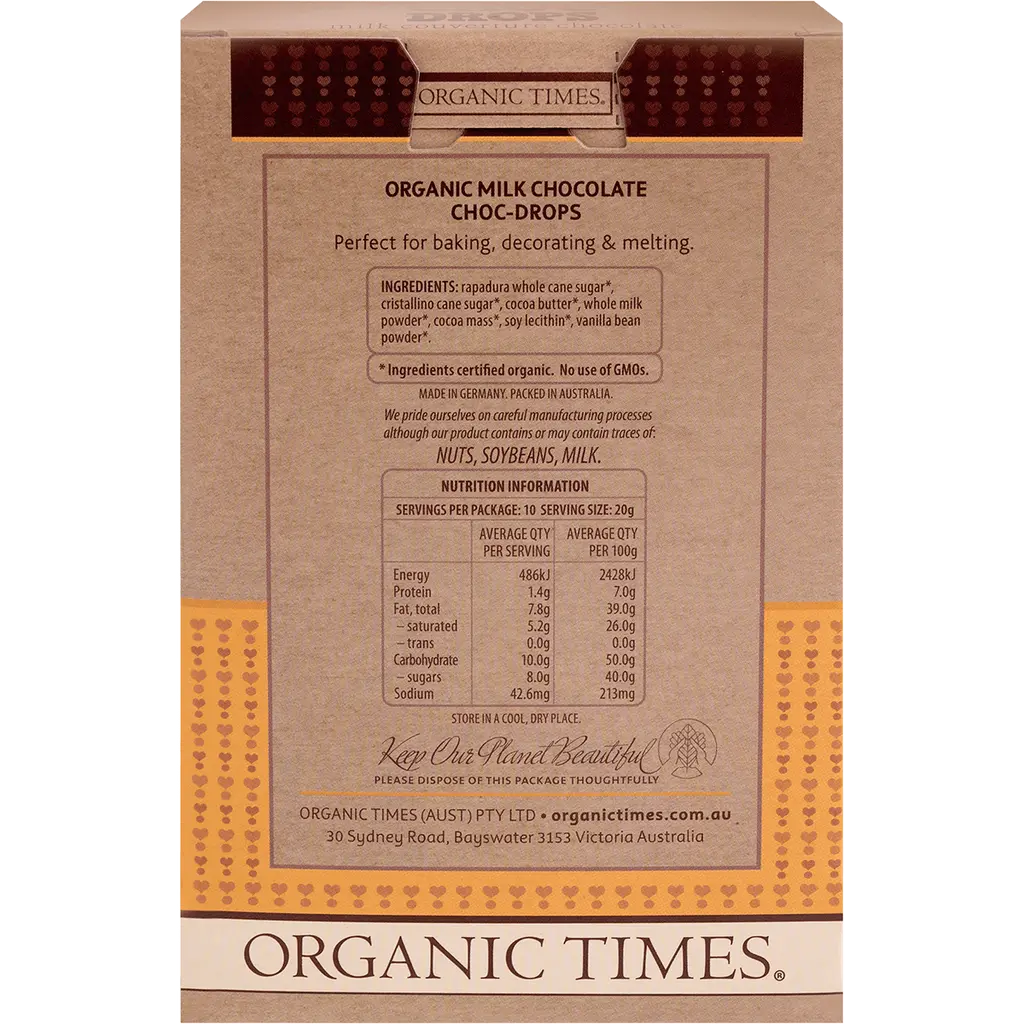 DROPS
milk couverture chocolate
ORGANIC TIMES®
ORGANIC MILK CHOCOLATE
CHOC-DROPS
Perfect for baking, decorating & melting.
INGREDIENTS: rapadura whole cane sugar*,
cristallino cane sugar*, cocoa butter*, whole milk
powder*, cocoa mass*, soy lecithin*, vanilla bean
powder*.
* Ingredients certified organic. No use of GMOs.
MADE IN GERMANY. PACKED IN AUSTRALIA.
We pride ourselves on careful manufacturing processes
although our product contains or may contain traces of:
NUTS, SOYBEANS, MILK.
NUTRITION INFORMATION
SERVINGS PER PACKAGE: 10 SERVING SIZE: 20g
AVERAGE QTY AVERAGE QTY
PER SERVING PER 100g
Energy 486kJ 2428kJ
Protein 1.4g 7.0g
Fat, total 7.8g 39.0g
– saturated 5.2g 26.0g
– trans 0.0g 0.0g
Carbohydrate 10.0g 50.0g
– sugars 8.0g 40.0g
Sodium 42.6mg 213mg
STORE IN A COOL, DRY PLACE.
Keep Our Planet Beautiful
PLEASE DISPOSE OF THIS PACKAGE THOUGHTFULLY
ORGANIC TIMES (AUST) PTY LTD • organictimes.com.au
30 Sydney Road, Bayswater 3153 Victoria Australia
ORGANIC TIMES®